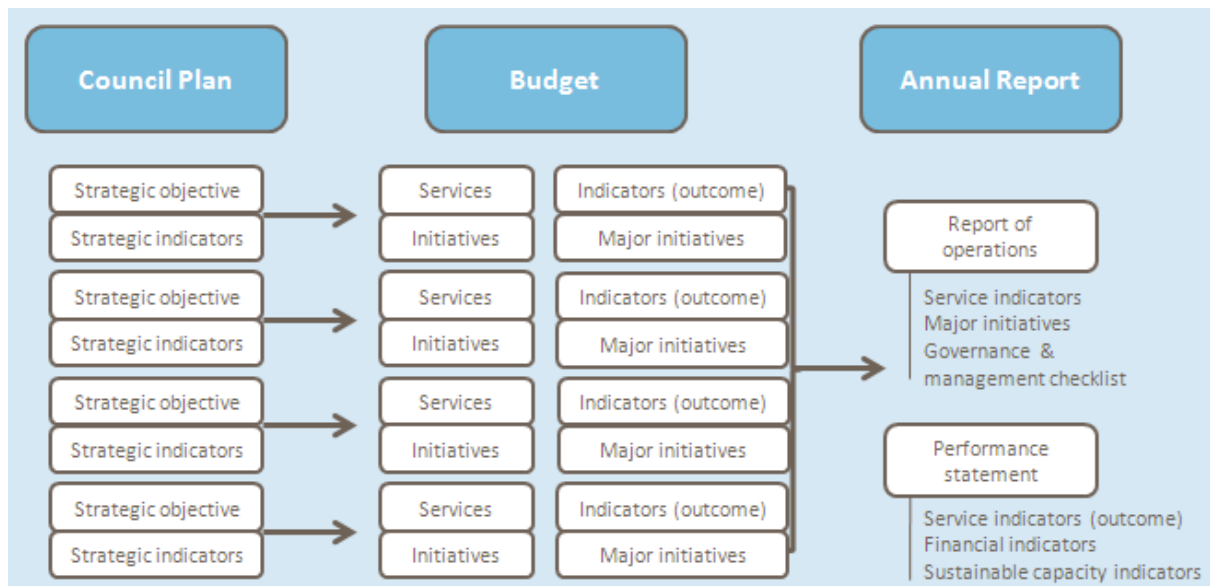 Council Plan
Budget
Annual Report
Strategic objective
Strategic indicators
Services
Initiatives
Indicators (outcome)
Major initiatives
Strategic objective
Strategic indicators
Services
Initiatives
Indicators (outcome)
Major initiatives
Strategic objective
Strategic indicators
Services
Initiatives
Indicators (outcome)
Major initiatives
Strategic objective
Strategic indicators
Services
Initiatives
Indicators (outcome)
Major initiatives
Report of
operations
Service indicators
Major initiatives
Governance &
management checklist
Performance
statement
Service indicators (outcome)
Financial indicators
Sustainable capacity indicators